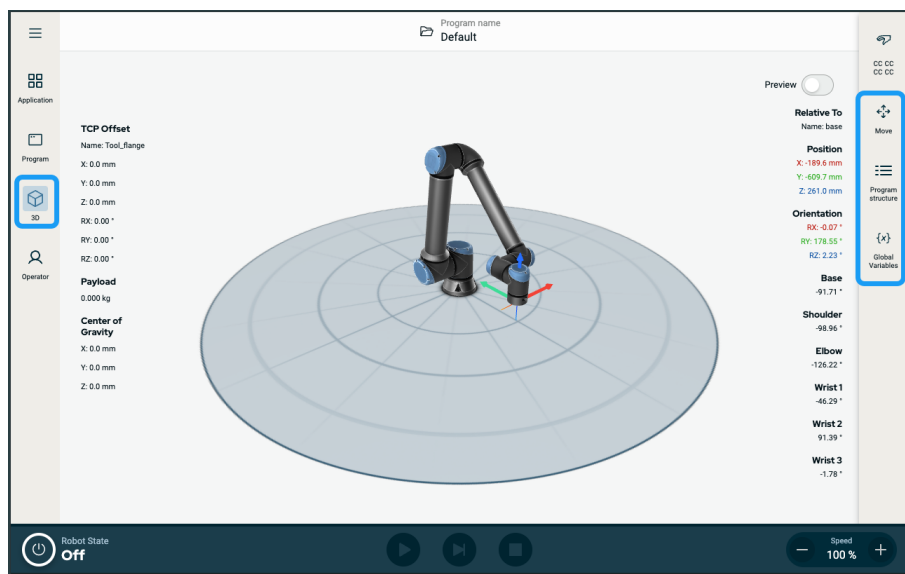 Program name
Default
Application
Program
3D
Operator
TCP Offset
Name: Tool_flange
X: 0.0 mm
Y: 0.0 mm
Z: 0.0 mm
RX: 0.00 °
RY: 0.00 °
RZ: 0.00 °
Payload
0.000 kg
Center of
Gravity
X: 0.0 mm
Y: 0.0 mm
Z: 0.0 mm
Preview
Relative To
Name: base
Position
X: -189.6 mm
Y: -609.7 mm
Z: 261.0 mm
Orientation
RX: -0.07 °
RY: 178.55 °
RZ: 2.23 °
Base
-91.71 °
Shoulder
-98.96 °
Elbow
-126.22 °
Wrist 1
-46.29 °
Wrist 2
91.39 °
Wrist 3
-1.78 °
CC CC
CC CC
Move
Program
structure
{x}
Global
Variables
Robot State
Off
Speed
100 %